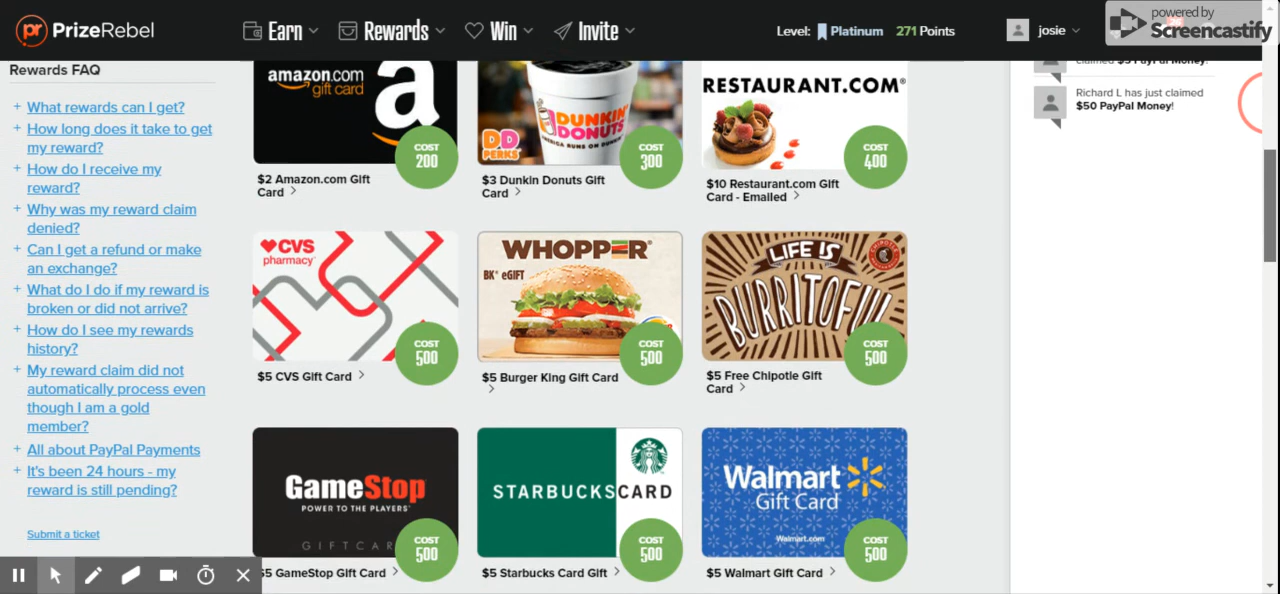 pr PrizeRebel
Earn
Rewards
Win
Invite
Level: Platinum 271 Points
josie
powered by
Screencastify
Rewards FAQ
+ What rewards can I get?
+ How long does it take to get
my reward?
+ How do I receive my
reward?
+ Why was my reward claim
denied?
+ Can I get a refund or make
an exchange?
+ What do I do if my reward is
broken or did not arrive?
+ How do I see my rewards
history?
+ My reward claim did not
automatically process even
though I am a gold
member?
+ All about PayPal Payments
+ It's been 24 hours - my
reward is still pending?
Submit a ticket
amazon.com
gift card
a
COST
200
$2 Amazon.com Gift
Card >
DUNKIN'
DONUTS
AMERICA RUNS ON DUNKIN'
DD
PERKS
COST
300
$3 Dunkin Donuts Gift
Card >
RESTAURANT.COM®
COST
400
$10 Restaurant.com Gift
Card - Emailed >
CVS
pharmacy
COST
500
$5 CVS Gift Card >
WHOPPER®
BK® eGIFT
COST
500
$5 Burger King Gift Card
>
LIFE IS
BURRITOFUL
CHIPOTLE
COST
500
$5 Free Chipotle Gift
Card >
GameStop
POWER TO THE PLAYERS®
GIFTCAR
COST
500
$5 GameStop Gift Card >
STARBUCKSCARD
COST
500
$5 Starbucks Card Gift >
Walmart
Gift Card
Walmart.com
COST
500
$5 Walmart Gift Card >
claimed $5 PayPal Money!
Richard L has just claimed
$50 PayPal Money!